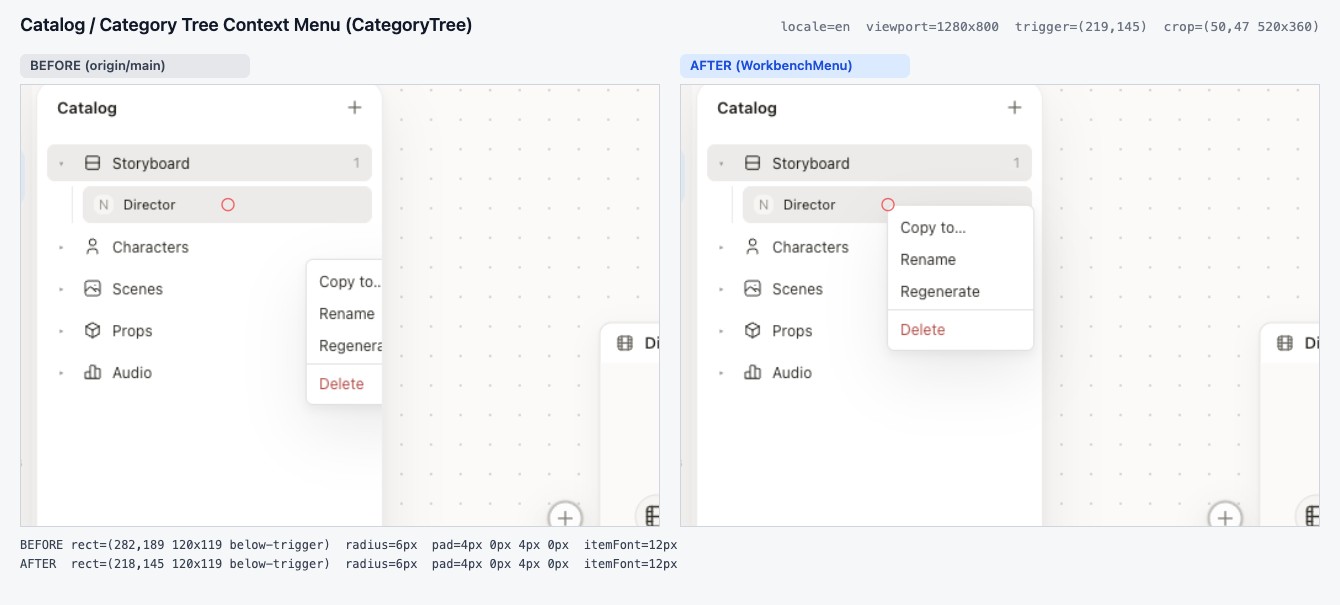 Catalog / Category Tree Context Menu (CategoryTree)
locale=en viewport=1280x800 trigger=(219,145) crop=(50,47 520x360)
BEFORE (origin/main)
Catalog
Storyboard 1
N Director
Characters
Scenes
Props
Audio
Copy to..
Rename
Regenera
Delete
Di
AFTER (WorkbenchMenu)
Catalog
Storyboard 1
N Director
Characters
Scenes
Props
Audio
Copy to...
Rename
Regenerate
Delete
Di
BEFORE rect=(282,189 120x119 below-trigger) radius=6px pad=4px 0px 4px 0px itemFont=12px
AFTER rect=(218,145 120x119 below-trigger) radius=6px pad=4px 0px 4px 0px itemFont=12px